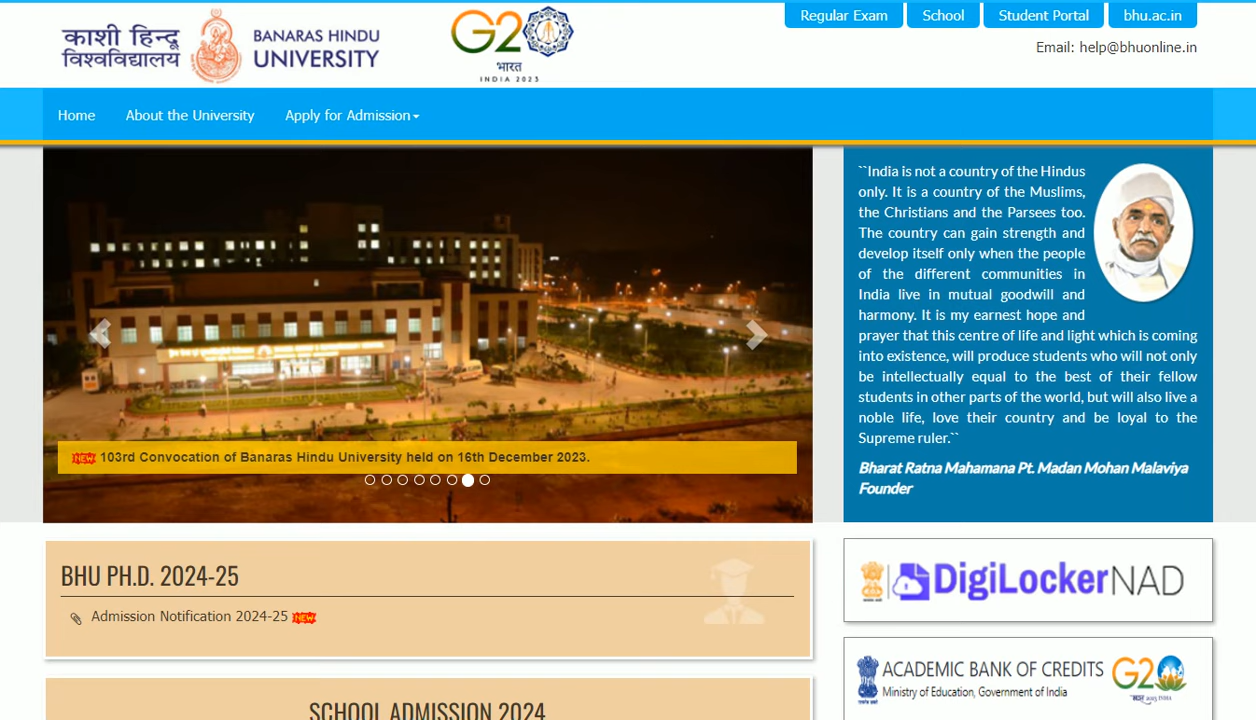 काशी हिन्दू
विश्वविद्यालय
BANARAS HINDU
UNIVERSITY
G2
भारत
INDIA 2023
Regular Exam
School
Student Portal
bhu.ac.in
Email: help@bhuonline.in
Home
About the University
Apply for Admission
NEW 103rd Convocation of Banaras Hindu University held on 16th December 2023.
``India is not a country of the Hindus
only. It is a country of the Muslims,
the Christians and the Parsees too.
The country can gain strength and
develop itself only when the people
of the different communities in
India live in mutual goodwill and
harmony. It is my earnest hope and
prayer that this centre of life and light which is coming
into existence, will produce students who will not only
be intellectually equal to the best of their fellow
students in other parts of the world, but will also live a
noble life, love their country and be loyal to the
Supreme ruler.``
Bharat Ratna Mahamana Pt. Madan Mohan Malaviya
Founder
BHU PH.D. 2024-25
Admission Notification 2024-25 NEW
SCHOOL ADMISSION 2024
DigiLockerNAD
ACADEMIC BANK OF CREDITS
Ministry of Education, Government of India
G20